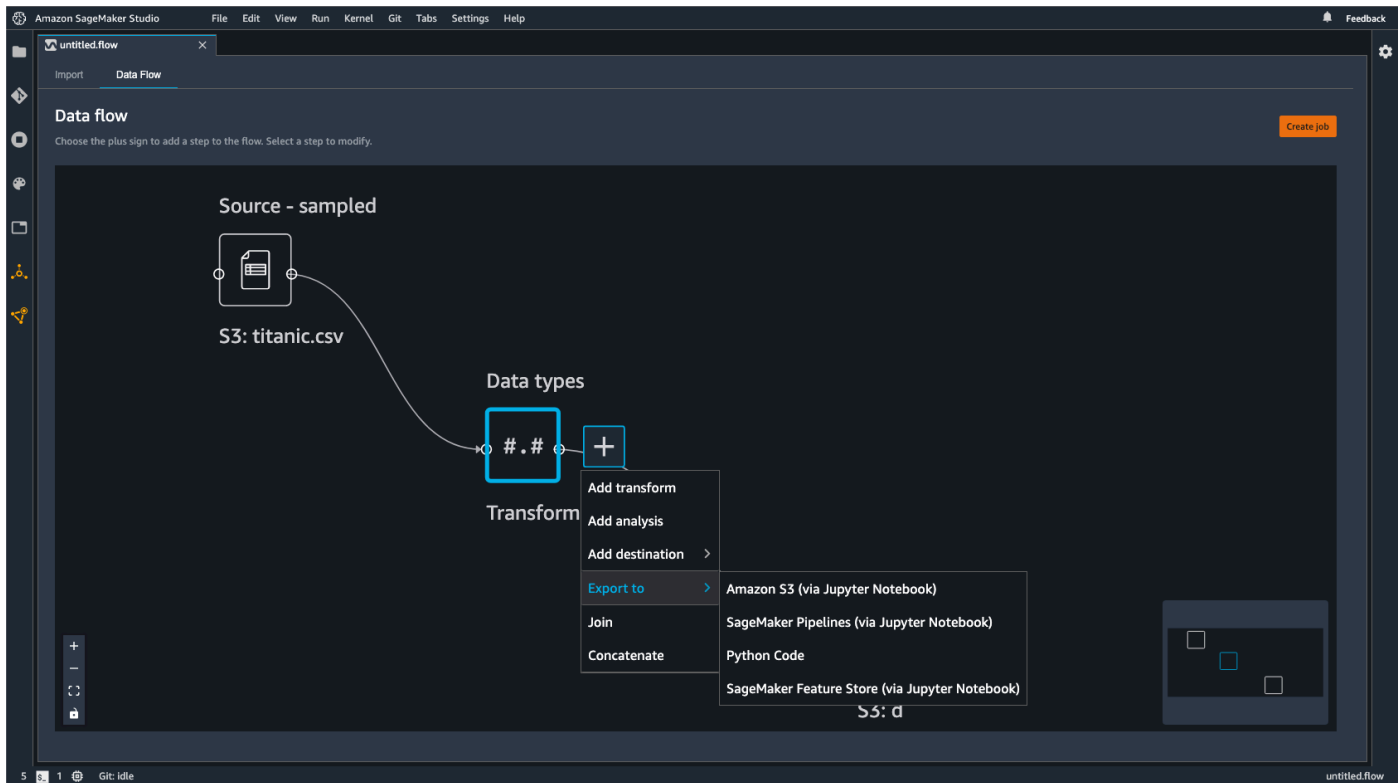 Amazon SageMaker Studio File Edit View Run Kernel Git Tabs Settings Help Feedback
untitled.flow
Import Data Flow
Data flow
Create job
Choose the plus sign to add a step to the flow. Select a step to modify.
Source - sampled
S3: titanic.csv
Data types
#.#
Transform
Add transform
Add analysis
Add destination
Export to
Join
Concatenate
Amazon S3 (via Jupyter Notebook)
SageMaker Pipelines (via Jupyter Notebook)
Python Code
SageMaker Feature Store (via Jupyter Notebook)
S3: d
5 $_ 1 Git: idle untitled.flow